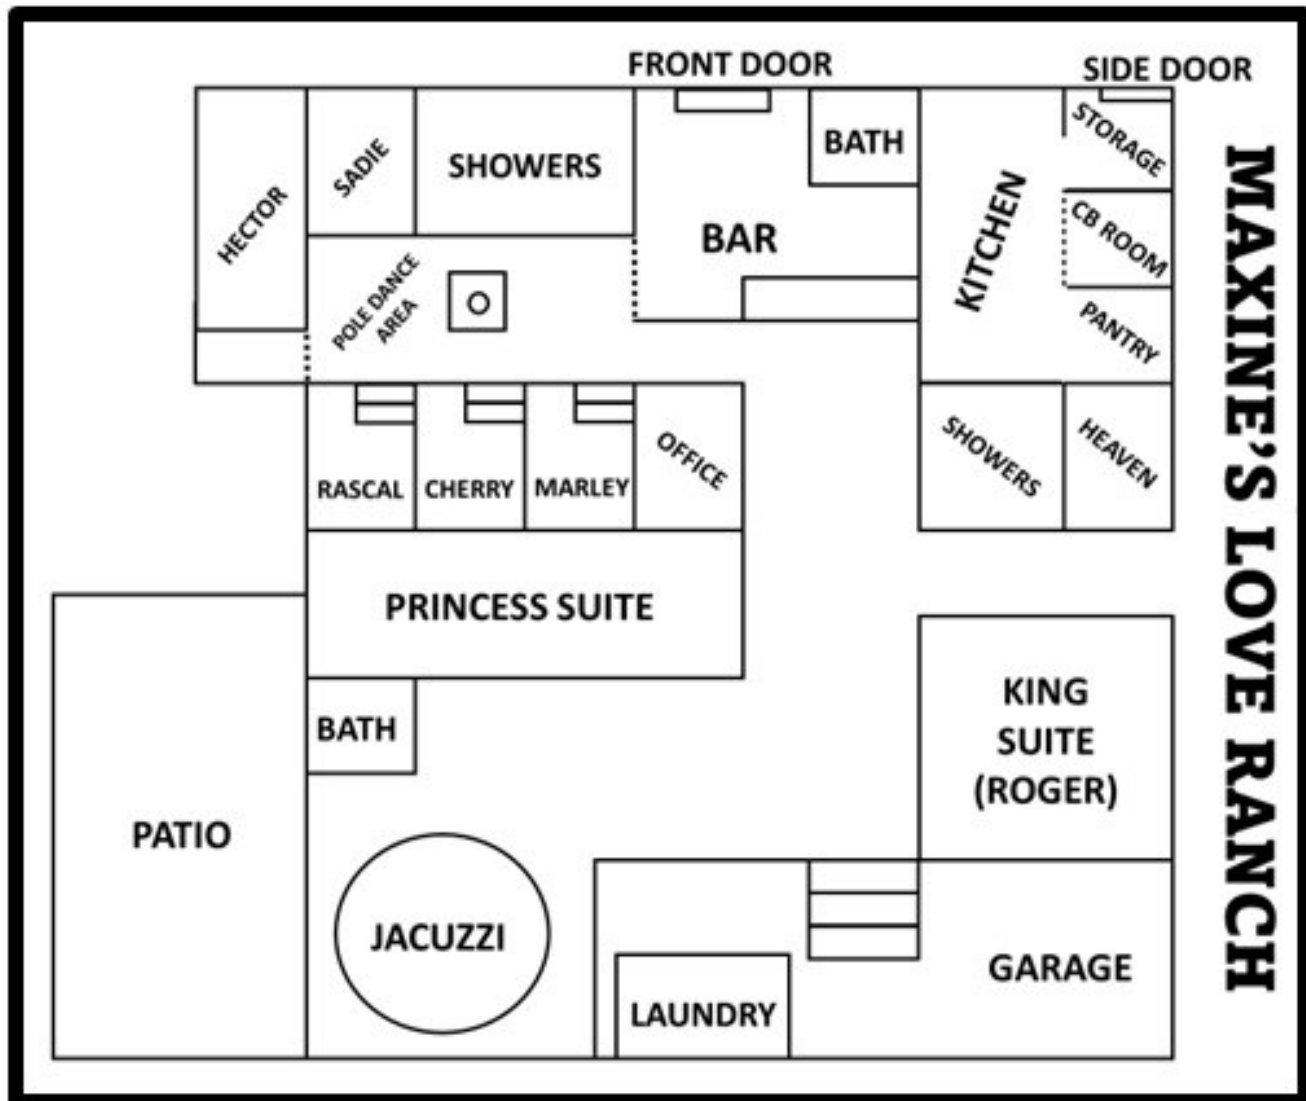 FRONT DOOR
SIDE DOOR
HECTOR
SADIE
SHOWERS
BATH
BAR
KITCHEN
STORAGE
CB ROOM
PANTRY
POLE DANCE
AREA
RASCAL
CHERRY
MARLEY
OFFICE
SHOWERS
HEAVEN
PRINCESS SUITE
BATH
PATIO
JACUZZI
KING
SUITE
(ROGER)
LAUNDRY
GARAGE
MAXINE'S LOVE RANCH